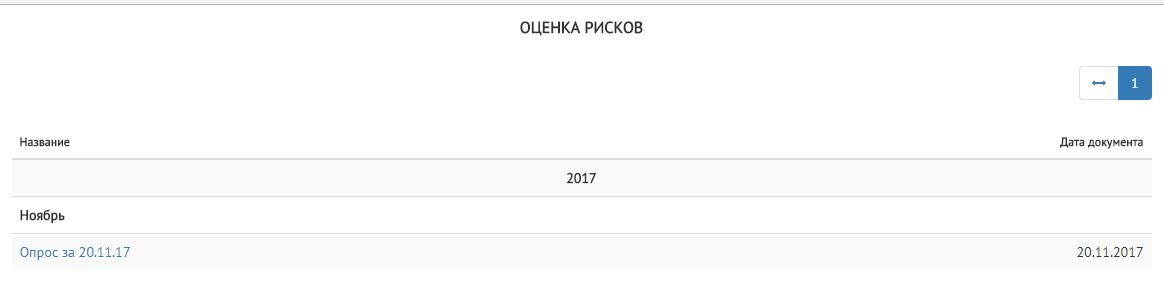 ОЦЕНКА РИСКОВ
1
Название Дата документа
2017
Ноябрь
Опрос за 20.11.17 20.11.2017